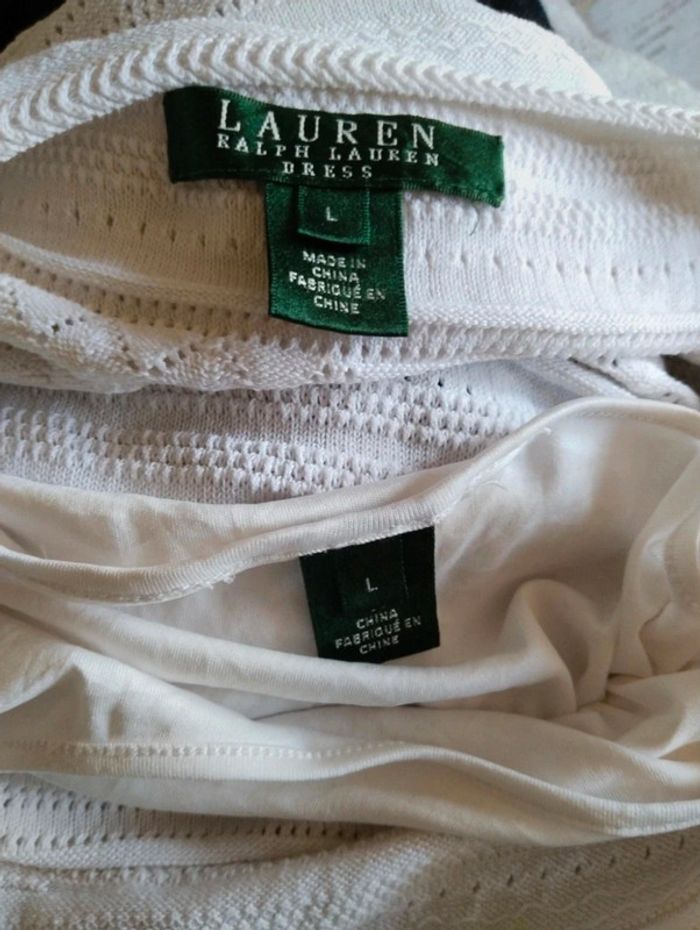 LAUREN
RALPH LAUREN
DRESS
L
MADE IN
CHINA
FABRIQUÉ EN
CHINE
L
CHINA
FABRIQUÉ EN
CHINE